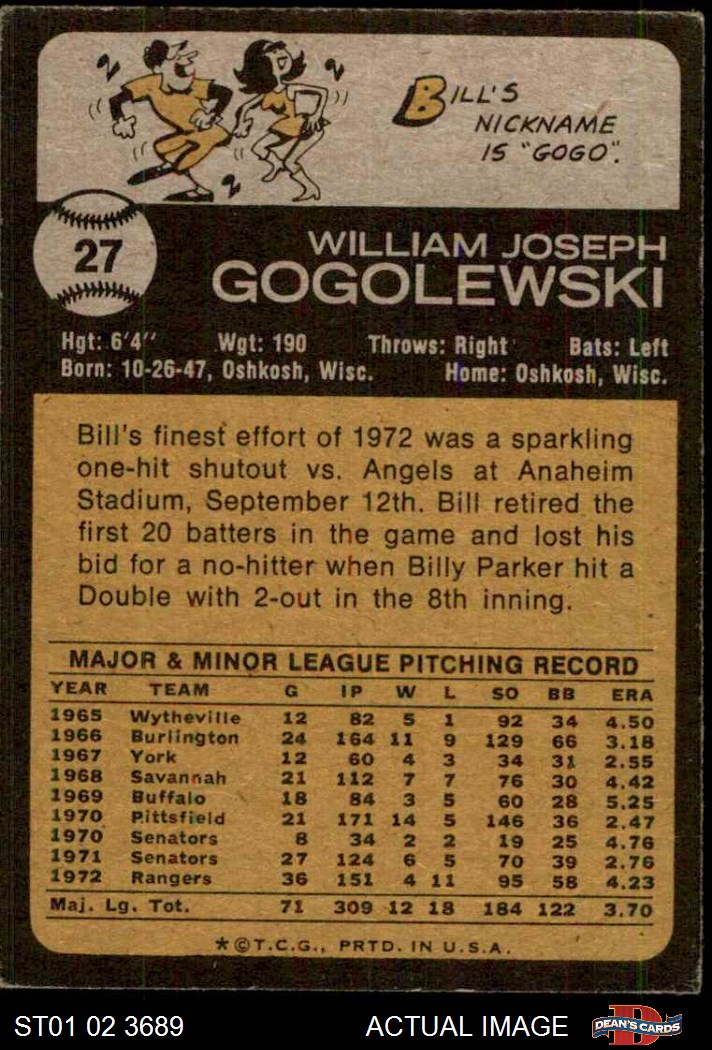 2
2
2
BILL'S
NICKNAME
IS "GOGO".
27
WILLIAM JOSEPH
GOGOLEWSKI
Hgt: 6'4" Wgt: 190 Throws: Right Bats: Left
Born: 10-26-47, Oshkosh, Wisc. Home: Oshkosh, Wisc.
Bill's finest effort of 1972 was a sparkling
one-hit shutout vs. Angels at Anaheim
Stadium, September 12th. Bill retired the
first 20 batters in the game and lost his
bid for a no-hitter when Billy Parker hit a
Double with 2-out in the 8th inning.
MAJOR & MINOR LEAGUE PITCHING RECORD
YEAR TEAM G IP W L SO BB ERA
1965 Wytheville 12 82 5 1 92 34 4.50
1966 Burlington 24 164 11 9 129 66 3.18
1967 York 12 60 4 3 34 31 2.55
1968 Savannah 21 112 7 7 76 30 4.42
1969 Buffalo 18 84 3 5 60 28 5.25
1970 Pittsfield 21 171 14 5 146 36 2.47
1970 Senators 8 34 2 2 19 25 4.76
1971 Senators 27 124 6 5 70 39 2.76
1972 Rangers 36 151 4 11 95 58 4.23
Maj. Lg. Tot. 71 309 12 18 184 122 3.70
*©T.C.G., PRTD. IN U.S.A.
ST01 02 3689 ACTUAL IMAGE D DEAN'S CARDS